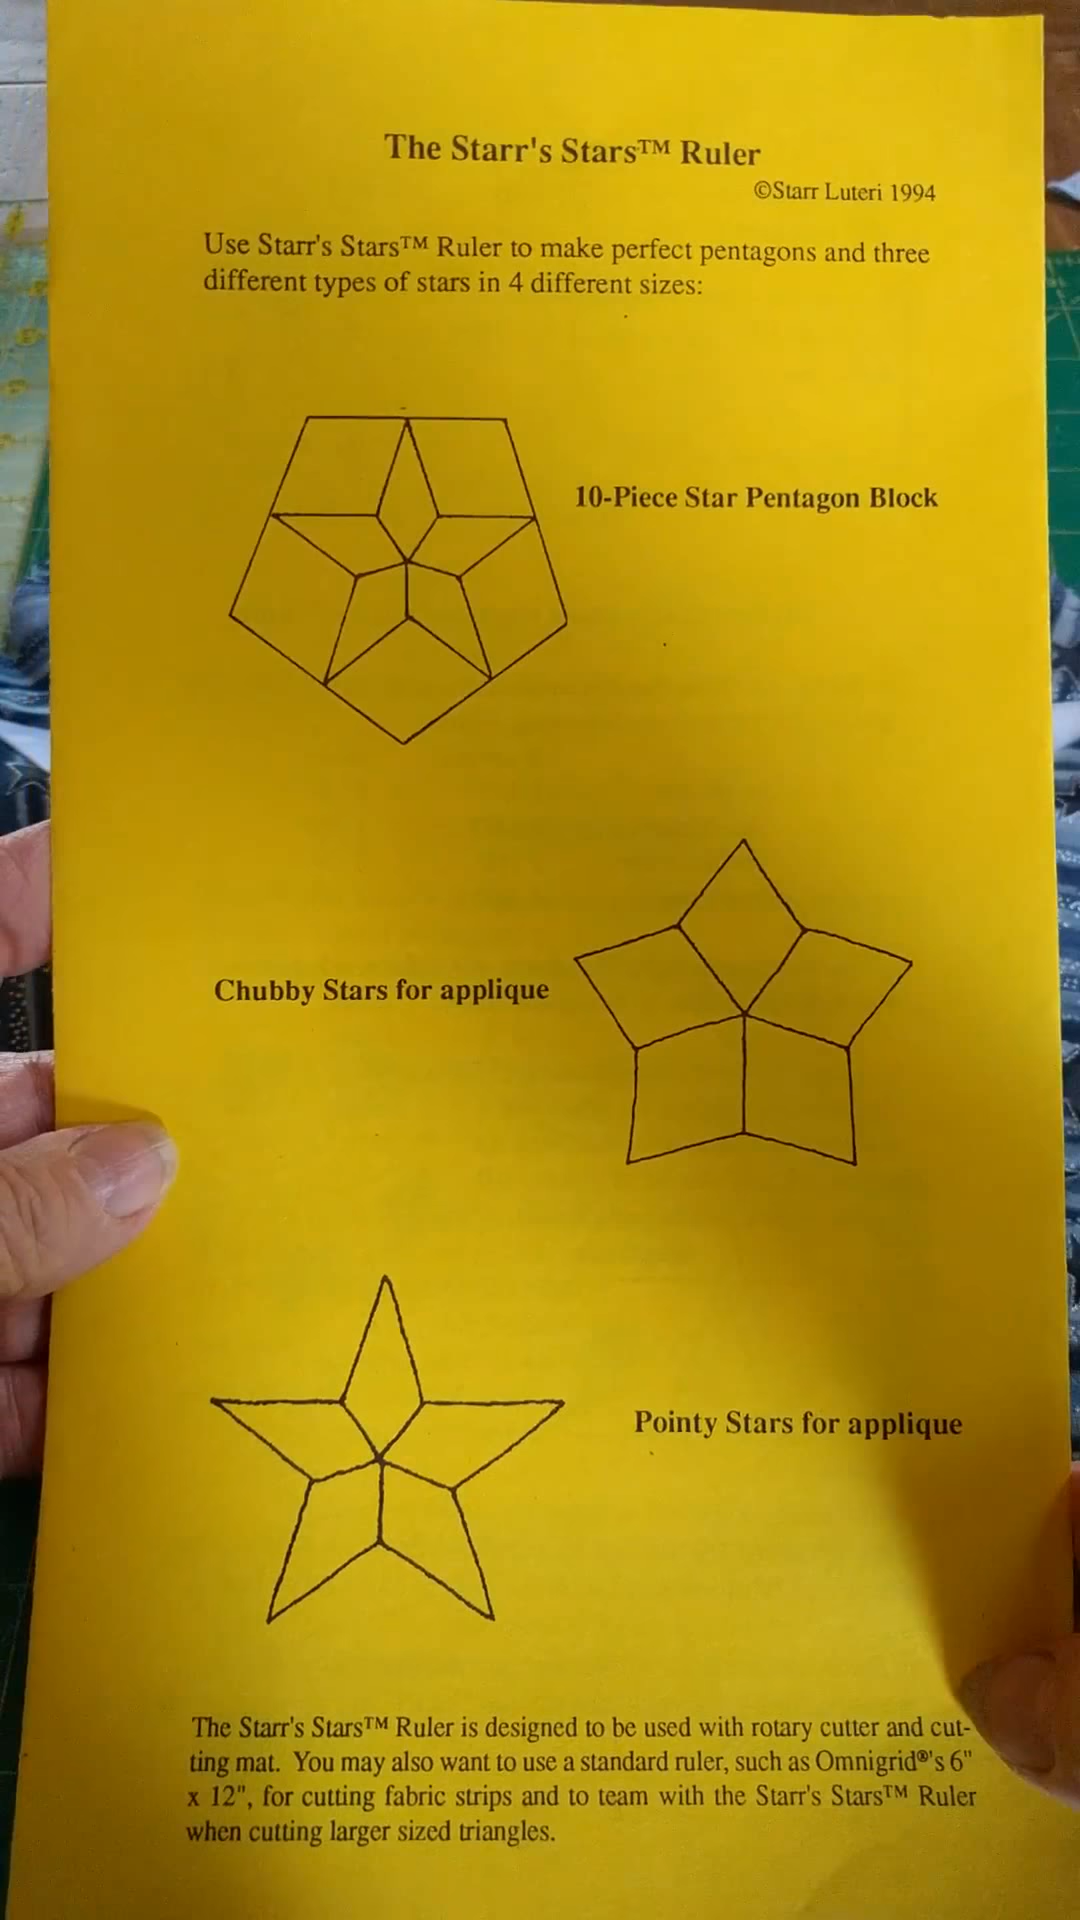 The Starr's Stars™ Ruler
©Starr Luteri 1994
Use Starr's Stars™ Ruler to make perfect pentagons and three
different types of stars in 4 different sizes:
10-Piece Star Pentagon Block
Chubby Stars for applique
Pointy Stars for applique
The Starr's Stars™ Ruler is designed to be used with rotary cutter and cut-
ting mat. You may also want to use a standard ruler, such as Omnigrid®'s 6"
x 12", for cutting fabric strips and to team with the Starr's Stars™ Ruler
when cutting larger sized triangles.